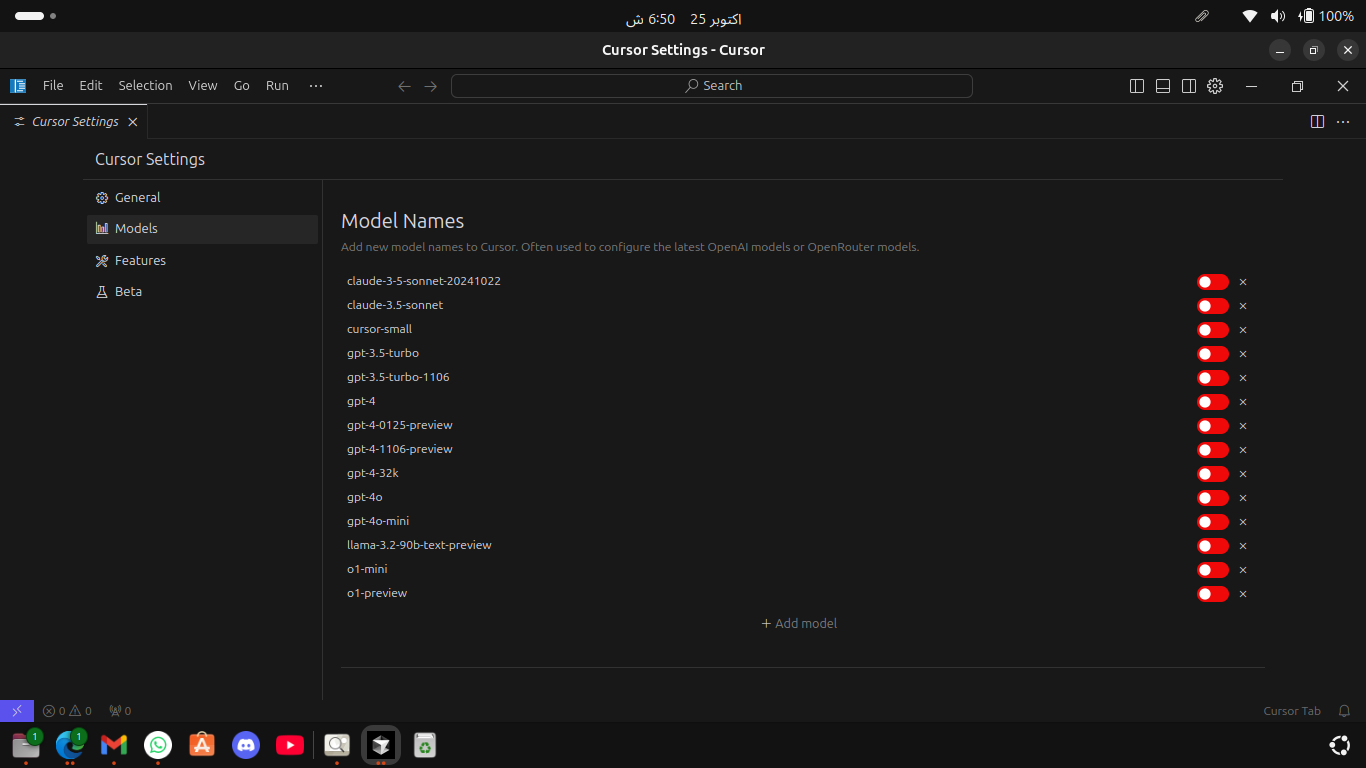 اکتوبر 25 6:50 ش
100%
Cursor Settings - Cursor
File Edit Selection View Go Run ···
Search
Cursor Settings
Cursor Settings
General
Models
Features
Beta
Model Names
Add new model names to Cursor. Often used to configure the latest OpenAI models or OpenRouter models.
claude-3-5-sonnet-20241022
claude-3.5-sonnet
cursor-small
gpt-3.5-turbo
gpt-3.5-turbo-1106
gpt-4
gpt-4-0125-preview
gpt-4-1106-preview
gpt-4-32k
gpt-4o
gpt-4o-mini
llama-3.2-90b-text-preview
o1-mini
o1-preview
+ Add model
0 0 0
Cursor Tab
1 1